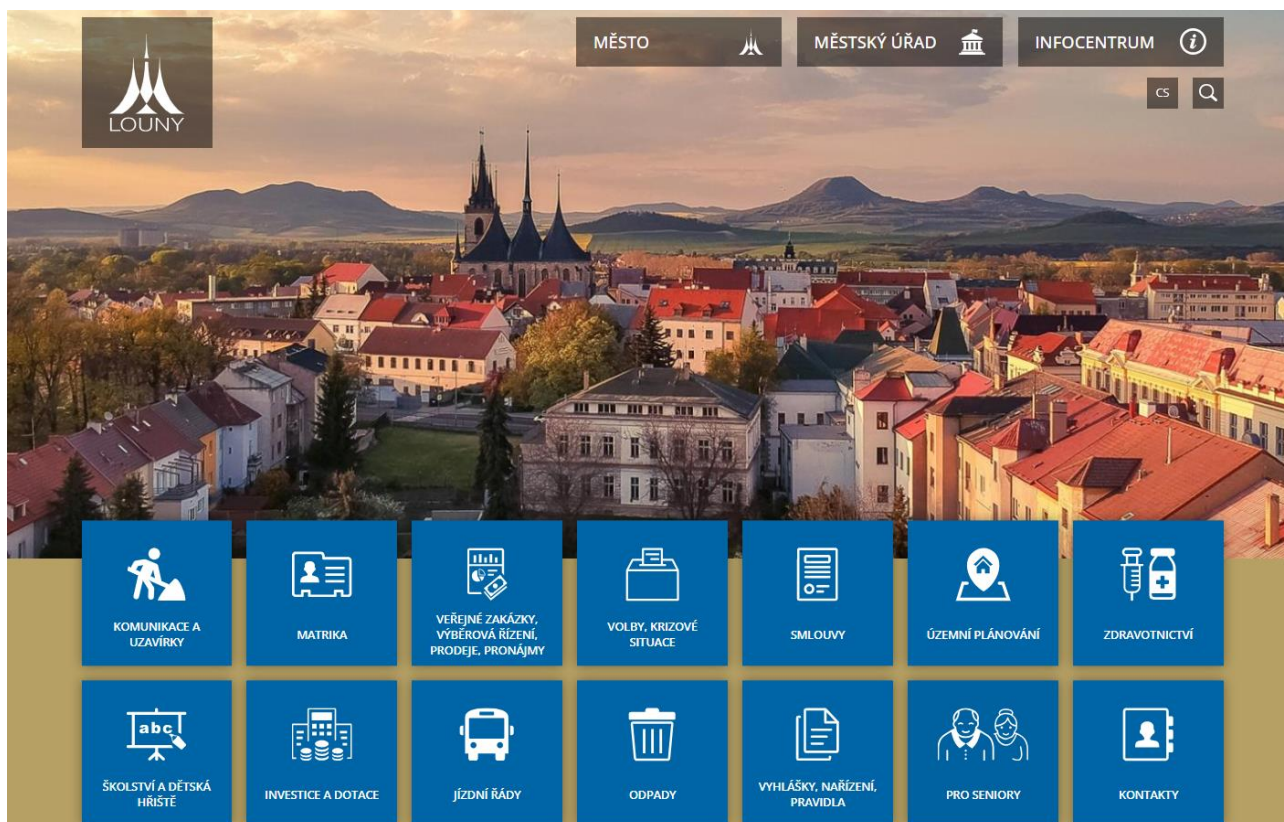 LOUNY
MĚSTO
MĚSTSKÝ ÚŘAD
INFOCENTRUM
i
CS
KOMUNIKACE A
UZAVÍRKY
MATRIKA
VEŘEJNÉ ZAKÁZKY,
VÝBĚROVÁ ŘÍZENÍ,
PRODEJE, PRONÁJMY
VOLBY, KRIZOVÉ
SITUACE
SMLOUVY
ÚZEMNÍ PLÁNOVÁNÍ
ZDRAVOTNICTVÍ
abc
ŠKOLSTVÍ A DĚTSKÁ
HŘIŠTĚ
INVESTICE A DOTACE
JÍZDNÍ ŘÁDY
ODPADY
VYHLÁŠKY, NAŘÍZENÍ,
PRAVIDLA
PRO SENIORY
KONTAKTY